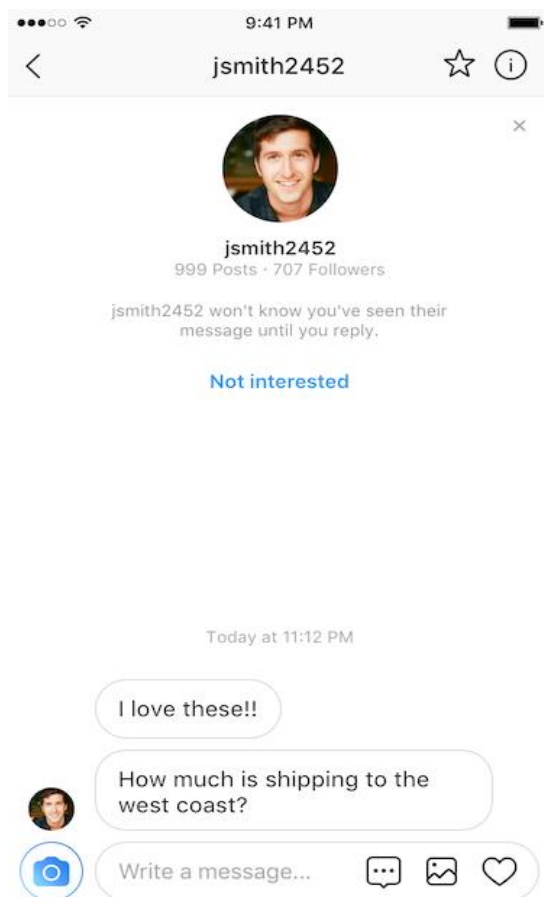 9:41 PM
jsmith2452
jsmith2452
999 Posts · 707 Followers
jsmith2452 won't know you've seen their
message until you reply.
Not interested
Today at 11:12 PM
I love these!!
How much is shipping to the
west coast?
Write a message...